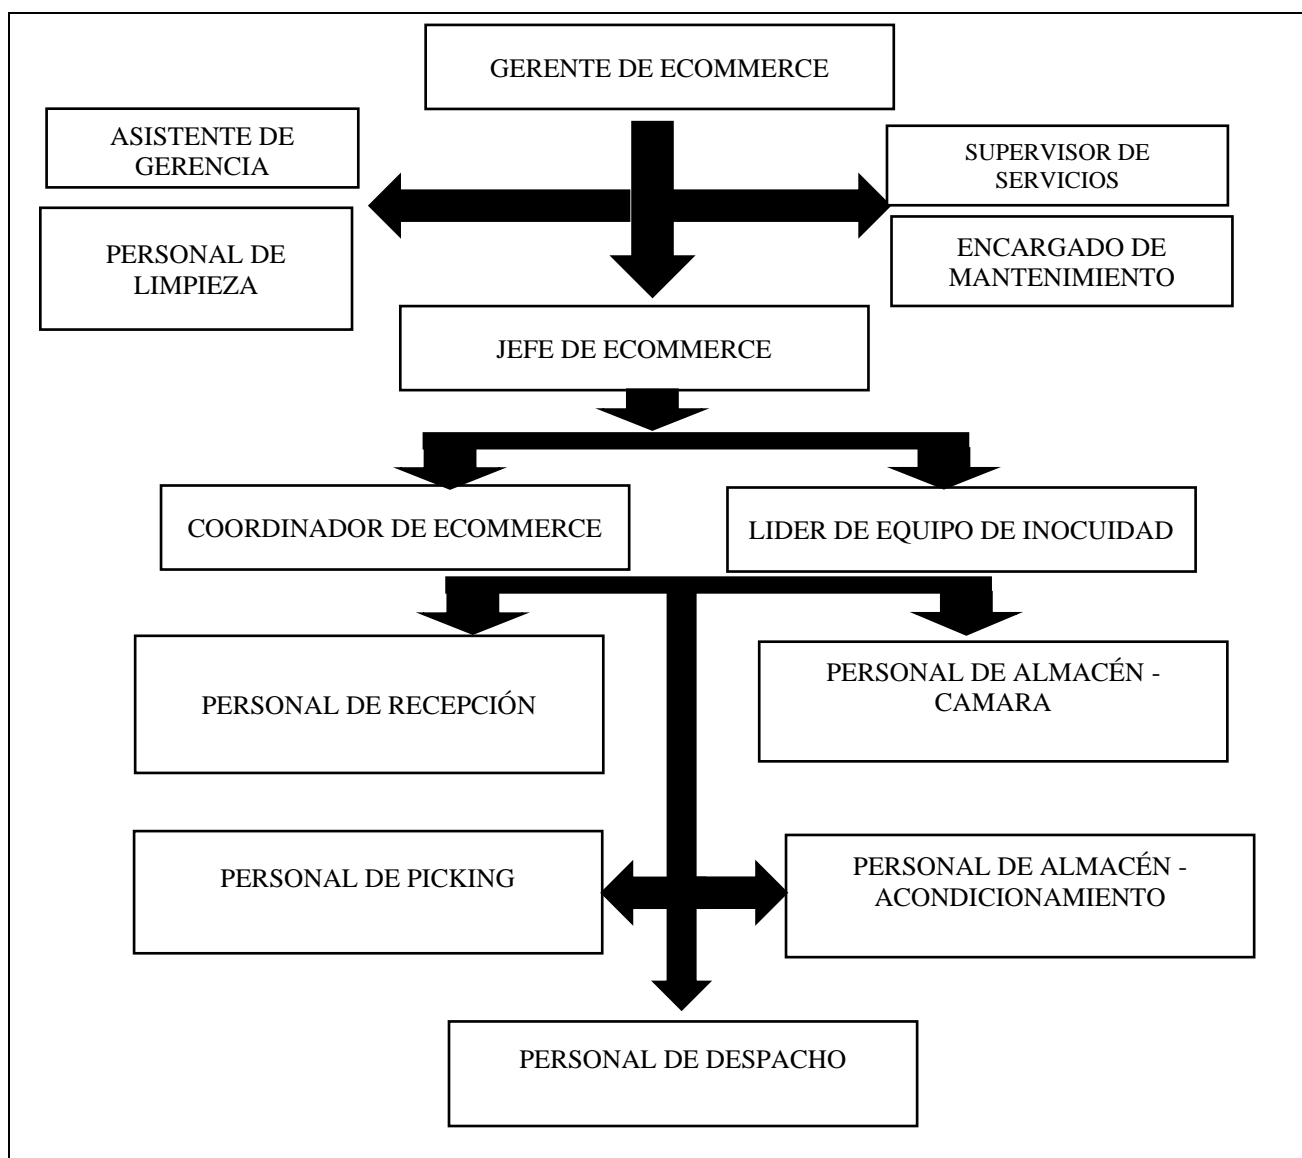 GERENTE DE ECOMMERCE
ASISTENTE DE
GERENCIA
SUPERVISOR DE
SERVICIOS
PERSONAL DE
LIMPIEZA
ENCARGADO DE
MANTENIMIENTO
JEFE DE ECOMMERCE
COORDINADOR DE ECOMMERCE
LIDER DE EQUIPO DE INOCUIDAD
PERSONAL DE RECEPCIÓN
PERSONAL DE ALMACÉN -
CAMARA
PERSONAL DE PICKING
PERSONAL DE ALMACÉN -
ACONDICIONAMIENTO
PERSONAL DE DESPACHO